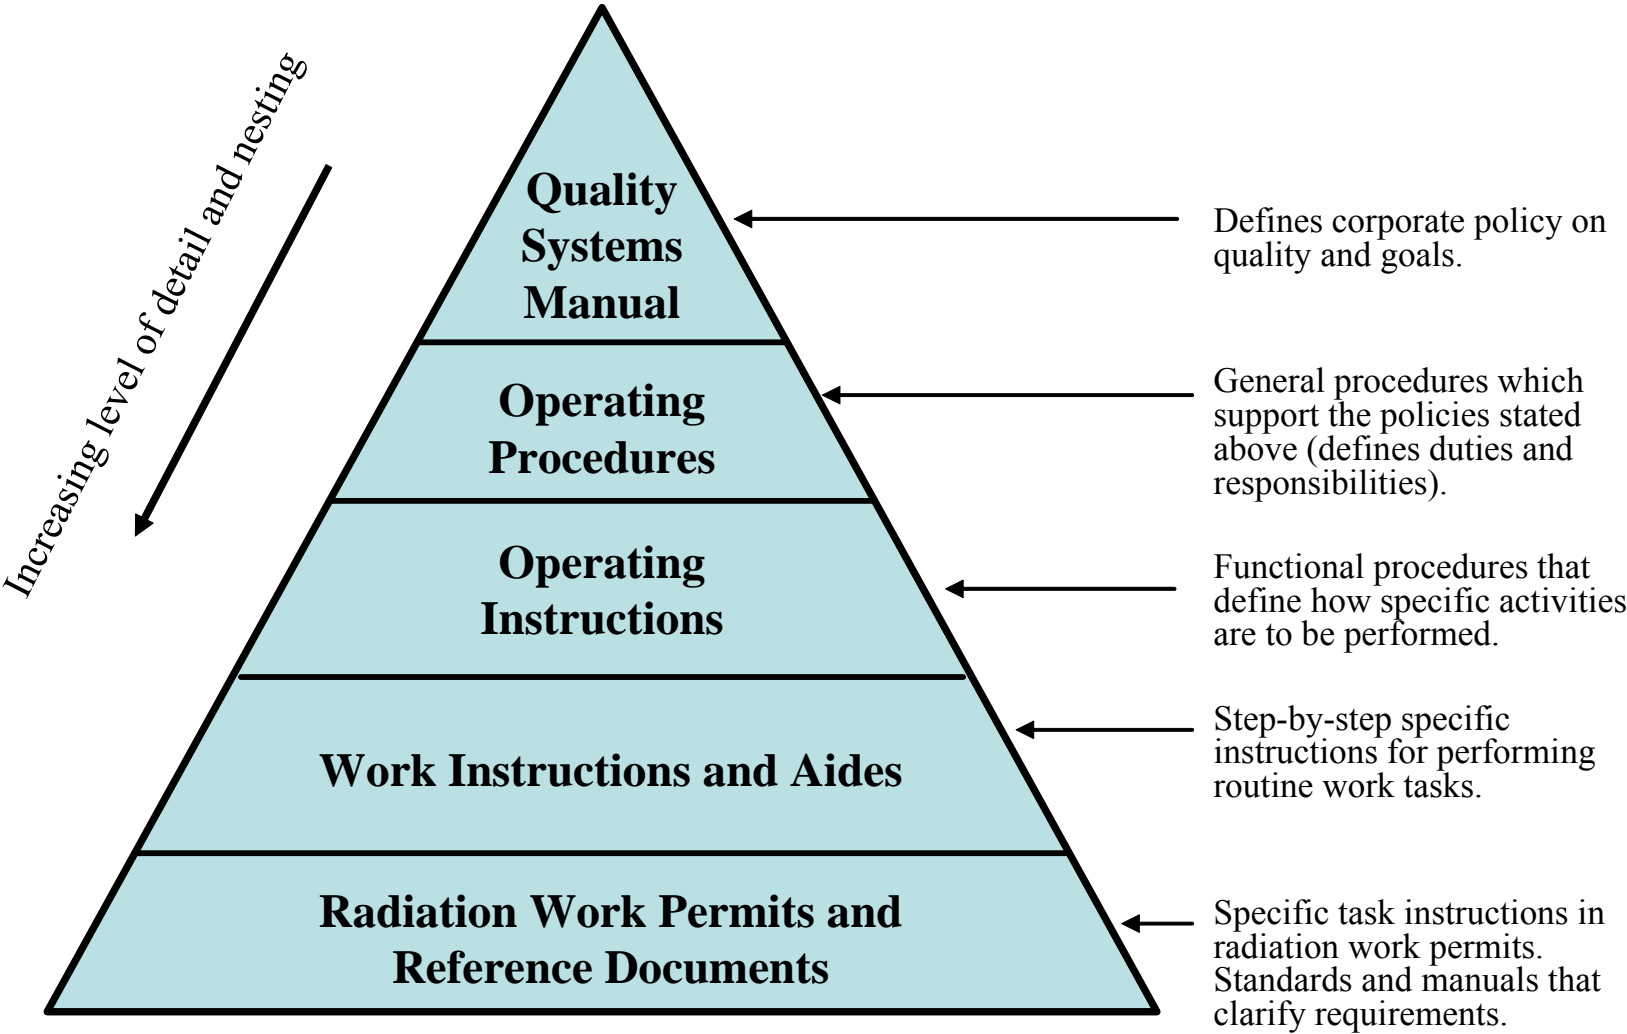 Increasing level of detail and nesting
Quality
Systems
Manual
Defines corporate policy on
quality and goals.
Operating
Procedures
General procedures which
support the policies stated
above (defines duties and
responsibilities).
Operating
Instructions
Functional procedures that
define how specific activities
are to be performed.
Work Instructions and Aides
Step-by-step specific
instructions for performing
routine work tasks.
Radiation Work Permits and
Reference Documents
Specific task instructions in
radiation work permits.
Standards and manuals that
clarify requirements.